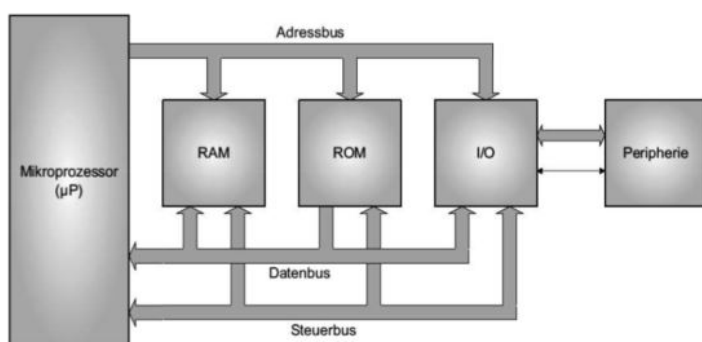 Adressbus
Mikroprozessor
(µP)
RAM
ROM
I/O
Peripherie
Datenbus
Steuerbus